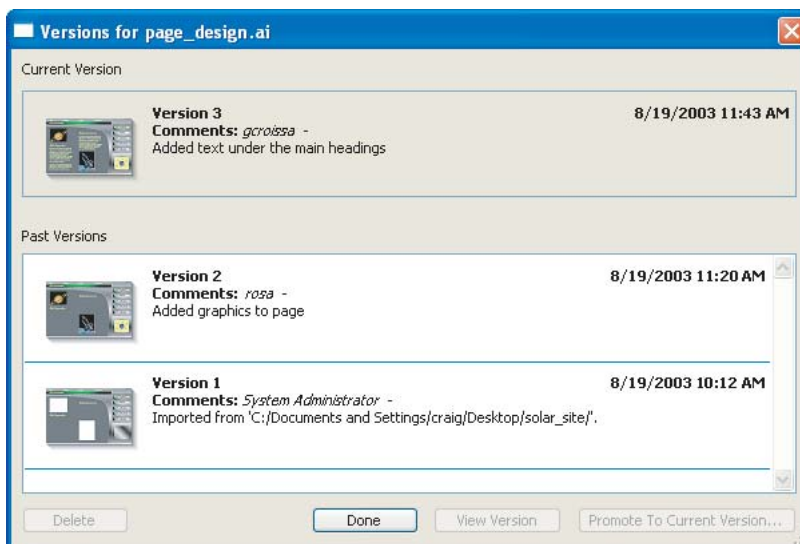 Versions for page_design.ai
Current Version
Version 3 8/19/2003 11:43 AM
Comments: gcroissa -
Added text under the main headings
Past Versions
Version 2 8/19/2003 11:20 AM
Comments: rosa -
Added graphics to page
Version 1 8/19/2003 10:12 AM
Comments: System Administrator -
Imported from 'C:/Documents and Settings/craig/Desktop/solar_site/'.
Delete Done View Version Promote To Current Version...